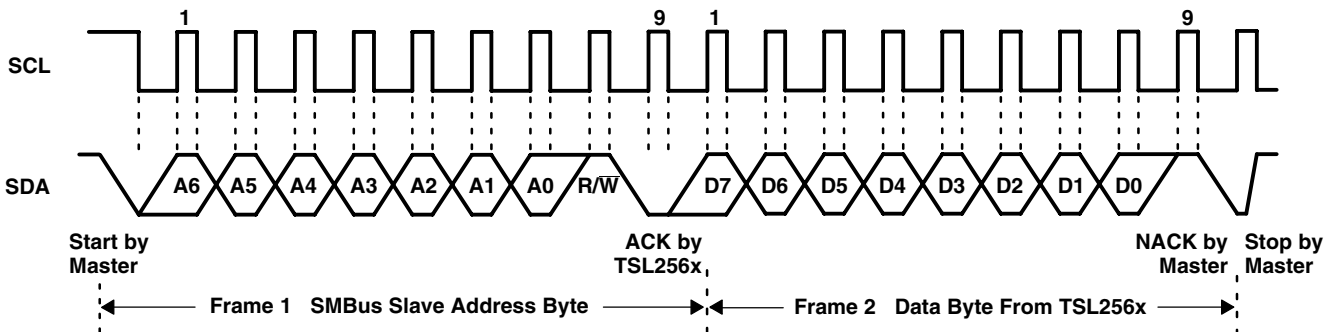 1 9 1 9
SCL
SDA A6 A5 A4 A3 A2 A1 A0 R/W̅ D7 D6 D5 D4 D3 D2 D1 D0
Start by
Master
ACK by
TSL256x
NACK by
Master
Stop by
Master
Frame 1 SMBus Slave Address Byte
Frame 2 Data Byte From TSL256x